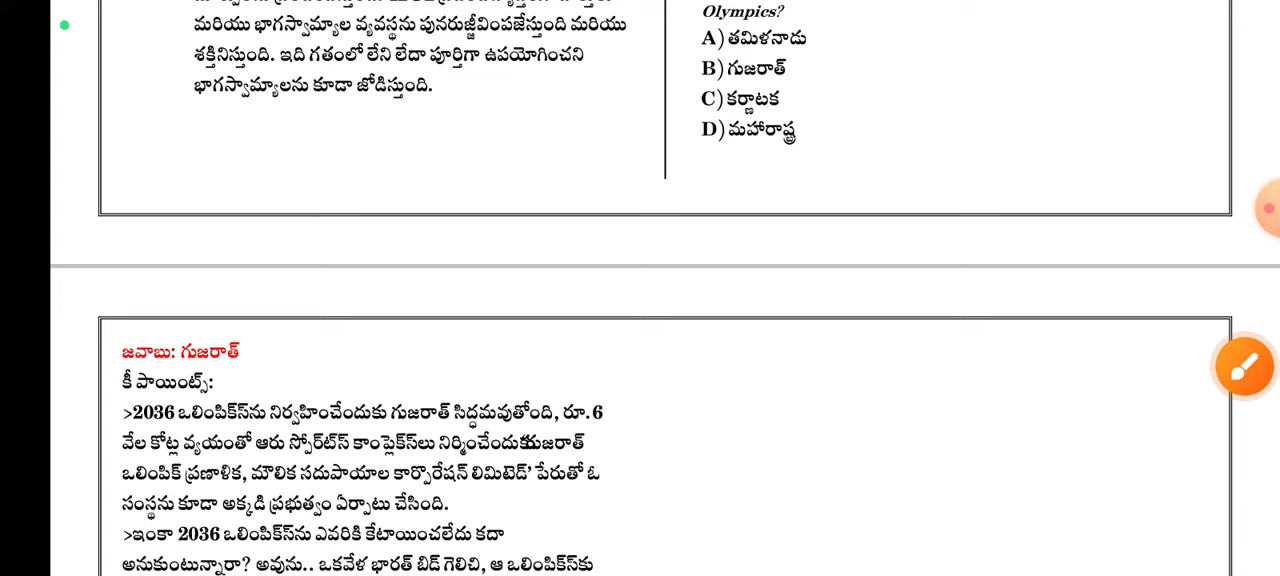 మరియు భాగస్వామ్యాల వ్యవస్థను పునరుజ్జీవింపజేస్తుంది మరియు
శక్తినిస్తుంది. ఇది గతంలో లేని లేదా పూర్తిగా ఉపయోగించని
భాగస్వామ్యాలను కూడా జోడిస్తుంది.
Olympics?
A) తమిళనాడు
B) గుజరాత్
C) కర్ణాటక
D) మహారాష్ట్ర
జవాబు: గుజరాత్
కీ పాయింట్స్:
>2036 ఒలింపిక్స్‌ను నిర్వహించేందుకు గుజరాత్ సిద్ధమవుతోంది, రూ.6
వేల కోట్ల వ్యయంతో ఆరు స్పోర్ట్‌స్ కాంప్లెక్స్‌లు నిర్మించేందుకు గుజరాత్
ఒలింపిక్ ప్రణాళిక, మౌలిక సదుపాయాల కార్పొరేషన్ లిమిటెడ్' పేరుతో ఓ
సంస్థను కూడా అక్కడి ప్రభుత్వం ఏర్పాటు చేసింది.
>ఇంకా 2036 ఒలింపిక్స్‌ను ఎవరికి కేటాయించలేదు కదా
అనుకుంటున్నారా? అవును.. ఒకవేళ భారత్ బిడ్ గెలిచి, ఆ ఒలింపిక్స్‌కు